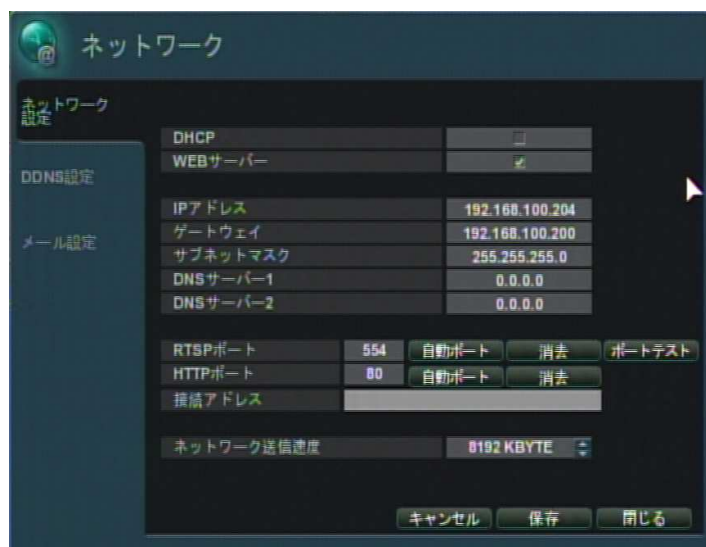 ネットワーク
ネットワーク
設定
DDNS設定
メール設定
DHCP
WEBサーバー
IPアドレス 192.168.100.204
ゲートウェイ 192.168.100.200
サブネットマスク 255.255.255.0
DNSサーバー1 0.0.0.0
DNSサーバー2 0.0.0.0
RTSPポート 554 自動ポート 消去 ポートテスト
HTTPポート 80 自動ポート 消去
接続アドレス
ネットワーク送信速度 8192 KBYTE
キャンセル 保存 閉じる